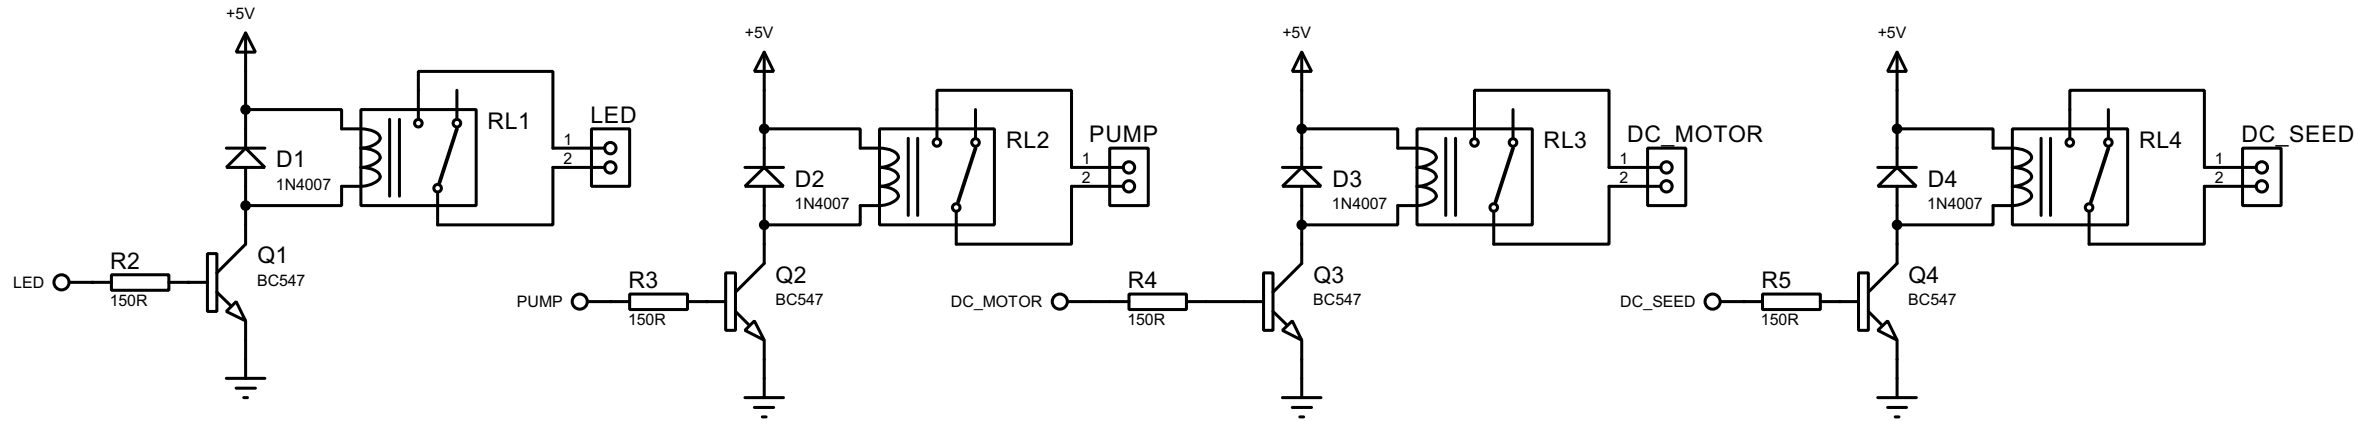 +5V
LED
1
2
RL1
D1
1N4007
Q1
BC547
R2
150R
LED
+5V
PUMP
1
2
RL2
D2
1N4007
Q2
BC547
R3
150R
PUMP
+5V
DC_MOTOR
1
2
RL3
D3
1N4007
Q3
BC547
R4
150R
DC_MOTOR
+5V
DC_SEED
1
2
RL4
D4
1N4007
Q4
BC547
R5
150R
DC_SEED